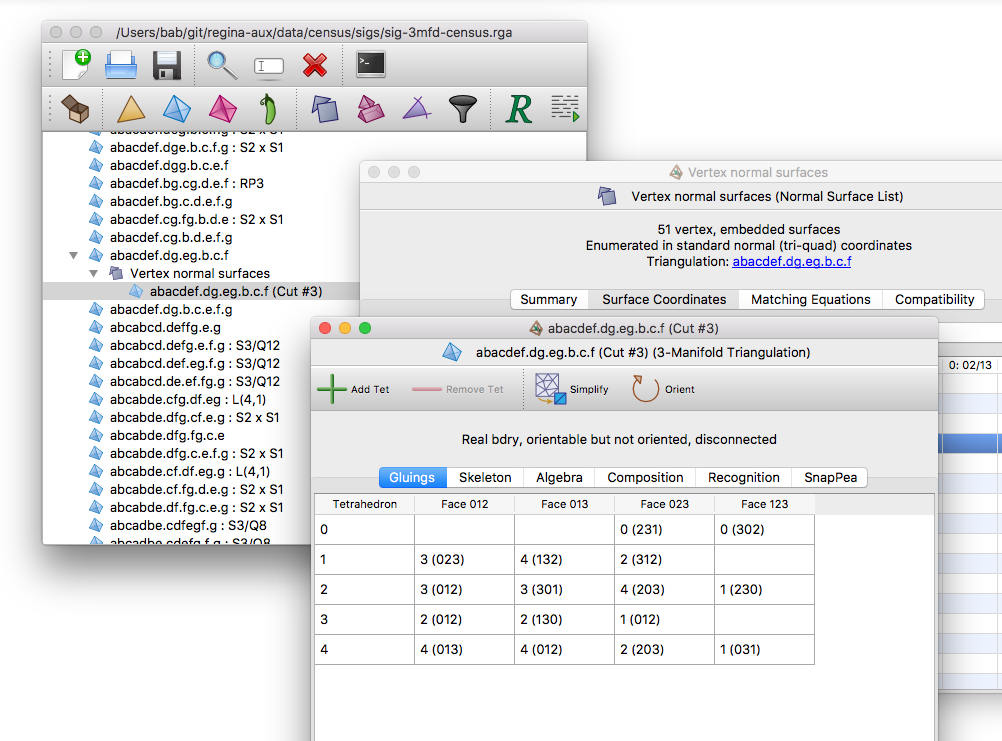 /Users/bab/git/regina-aux/data/census/sigs/sig-3mfd-census.rga
abacdef.dge.b.c.f.g : S2 x S1
abacdef.dgg.b.c.e.f
abacdef.bg.cg.d.e.f : RP3
abacdef.bg.c.d.e.f.g
abacdef.cg.fg.b.d.e : S2 x S1
abacdef.cg.b.d.e.f.g
abacdef.dg.eg.b.c.f
Vertex normal surfaces
abacdef.dg.eg.b.c.f (Cut #3)
abacdef.dg.b.c.e.f.g
abcabcd.deffg.e.g
abcabcd.defg.e.f.g : S3/Q12
abcabcd.def.eg.f.g : S3/Q12
abcabcd.de.ef.fg.g : S3/Q12
abcabde.cfg.df.eg : L(4,1)
abcabde.dfg.cf.e.g : S2 x S1
abcabde.dfg.fg.c.e
abcabde.dfg.c.e.f.g : S2 x S1
abcabde.cf.df.eg.g : L(4,1)
abcabde.cf.fg.d.e.g : S2 x S1
abcabde.df.fg.c.e.g : S2 x S1
abcadbe.cdfegf.g : S3/Q8
abcadbe.cdefg.f.g : S3/Q8
Vertex normal surfaces
Vertex normal surfaces (Normal Surface List)
51 vertex, embedded surfaces
Enumerated in standard normal (tri-quad) coordinates
Triangulation: abacdef.dg.eg.b.c.f
Summary Surface Coordinates Matching Equations Compatibility
0: 02/13
abacdef.dg.eg.b.c.f (Cut #3)
abacdef.dg.eg.b.c.f (Cut #3) (3-Manifold Triangulation)
Add Tet Remove Tet Simplify Orient
Real bdry, orientable but not oriented, disconnected
Gluings Skeleton Algebra Composition Recognition SnapPea
Tetrahedron Face 012 Face 013 Face 023 Face 123
0 0 (231) 0 (302)
1 3 (023) 4 (132) 2 (312)
2 3 (012) 3 (301) 4 (203) 1 (230)
3 2 (012) 2 (130) 1 (012)
4 4 (013) 4 (012) 2 (203) 1 (031)